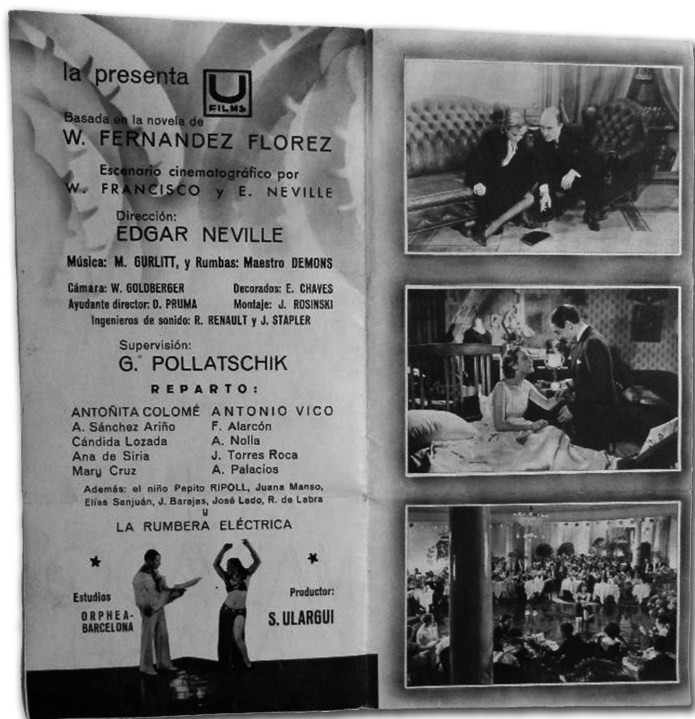 la presenta U FILMS
Basada en la novela de
W. FERNANDEZ FLOREZ
Escenario cinematográfico por
W. FRANCISCO y E. NEVILLE
Dirección:
EDGAR NEVILLE
Música: M. GURLITT, y Rumbas: Maestro DEMONS
Cámara: W. GOLDBERGER Decorados: E. CHAVES
Ayudante director: O. PRUMA Montaje: J. ROSINSKI
Ingenieros de sonido: R. RENAULT y J. STAPLER
Supervisión:
G. POLLATSCHIK
REPARTO:
ANTOÑITA COLOMÉ ANTONIO VICO
A. Sánchez Ariño F. Alarcón
Cándida Lozada A. Nolla
Ana de Siria J. Torres Roca
Mary Cruz A. Palacios
Además: el niño Pepito RIPOLL, Juana Manso,
Elisa Sanjuán, J. Barajas, José Lado, R. de Labra
y
LA RUMBERA ELÉCTRICA
Estudios Productor:
ORPHEA- S. ULARGUI
BARCELONA